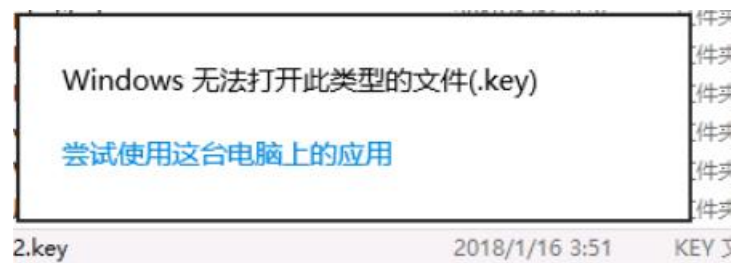 Windows 无法打开此类型的文件(.key)
尝试使用这台电脑上的应用
2.key 2018/1/16 3:51 KEY